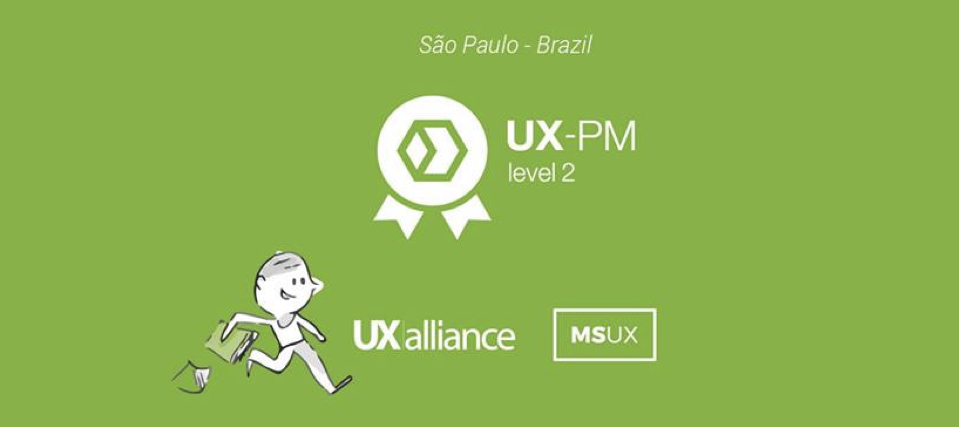 São Paulo - Brazil
UX-PM
level 2
UXalliance
MSUX